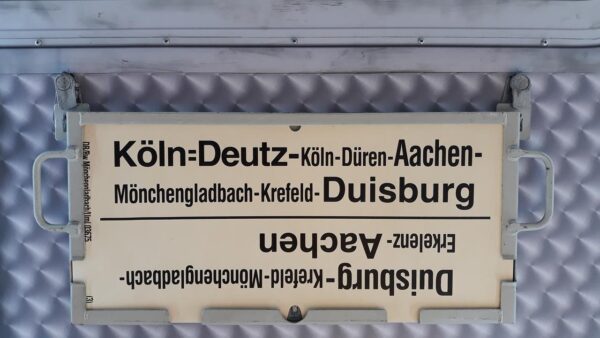 Köln=Deutz-Köln-Düren-Aachen-
Mönchengladbach-Krefeld-Duisburg
Duisburg-Krefeld-Mönchengladbach-
Erkelenz-Aachen